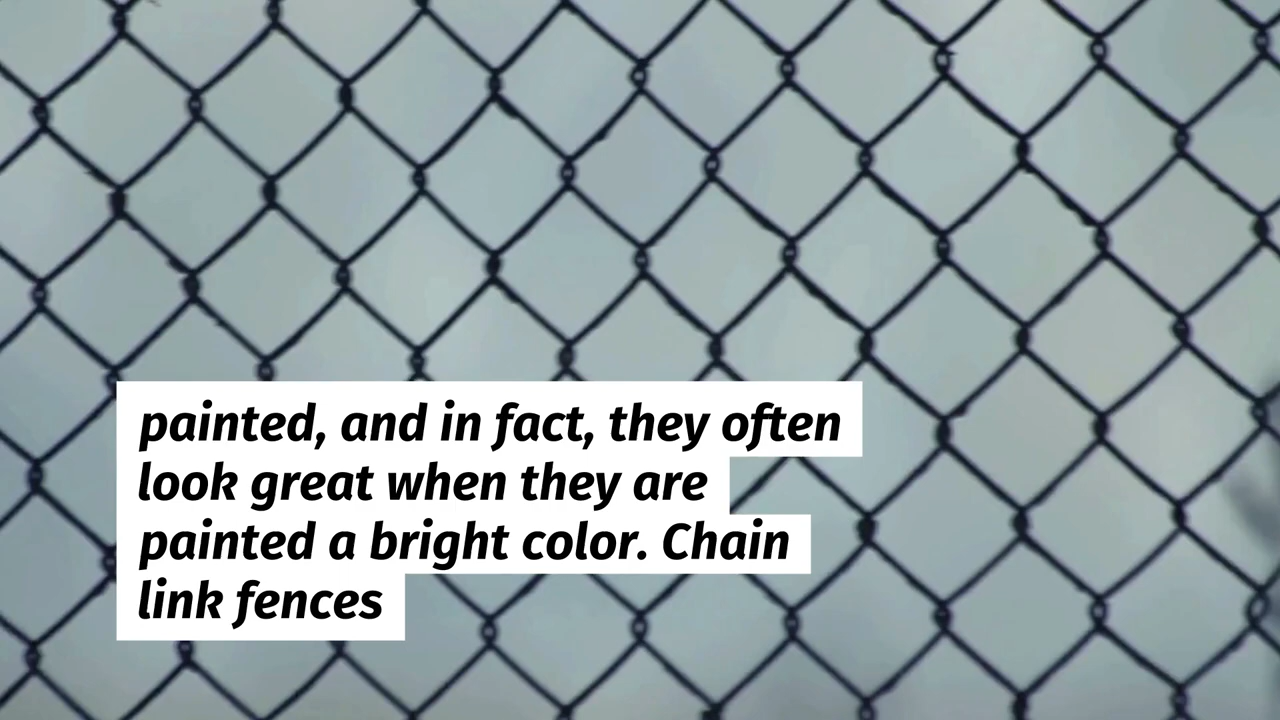 painted, and in fact, they often
look great when they are
painted a bright color. Chain
link fences